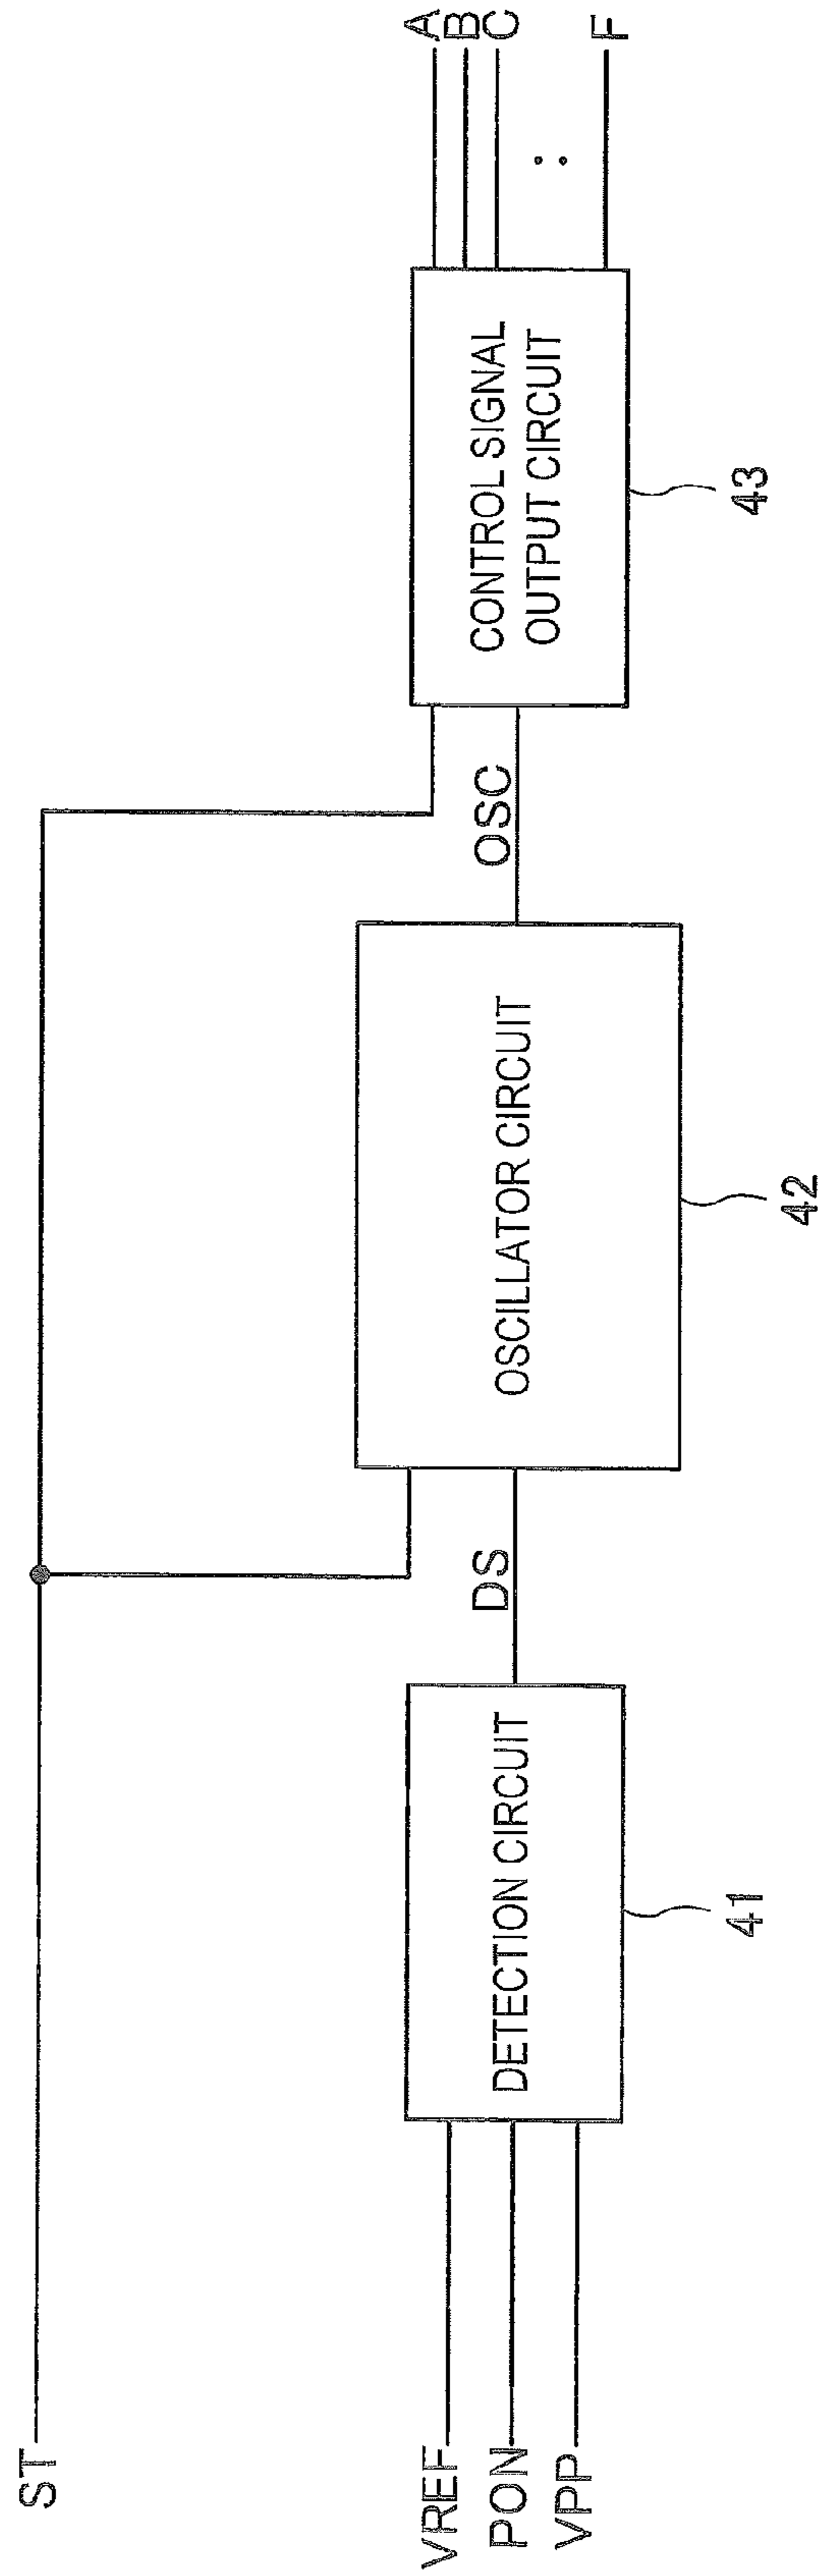 ST
VREF
PON
VPP
DETECTION CIRCUIT
41
DS
OSCILLATOR CIRCUIT
42
OSC
CONTROL SIGNAL
OUTPUT CIRCUIT
43
A
B
C
:
F